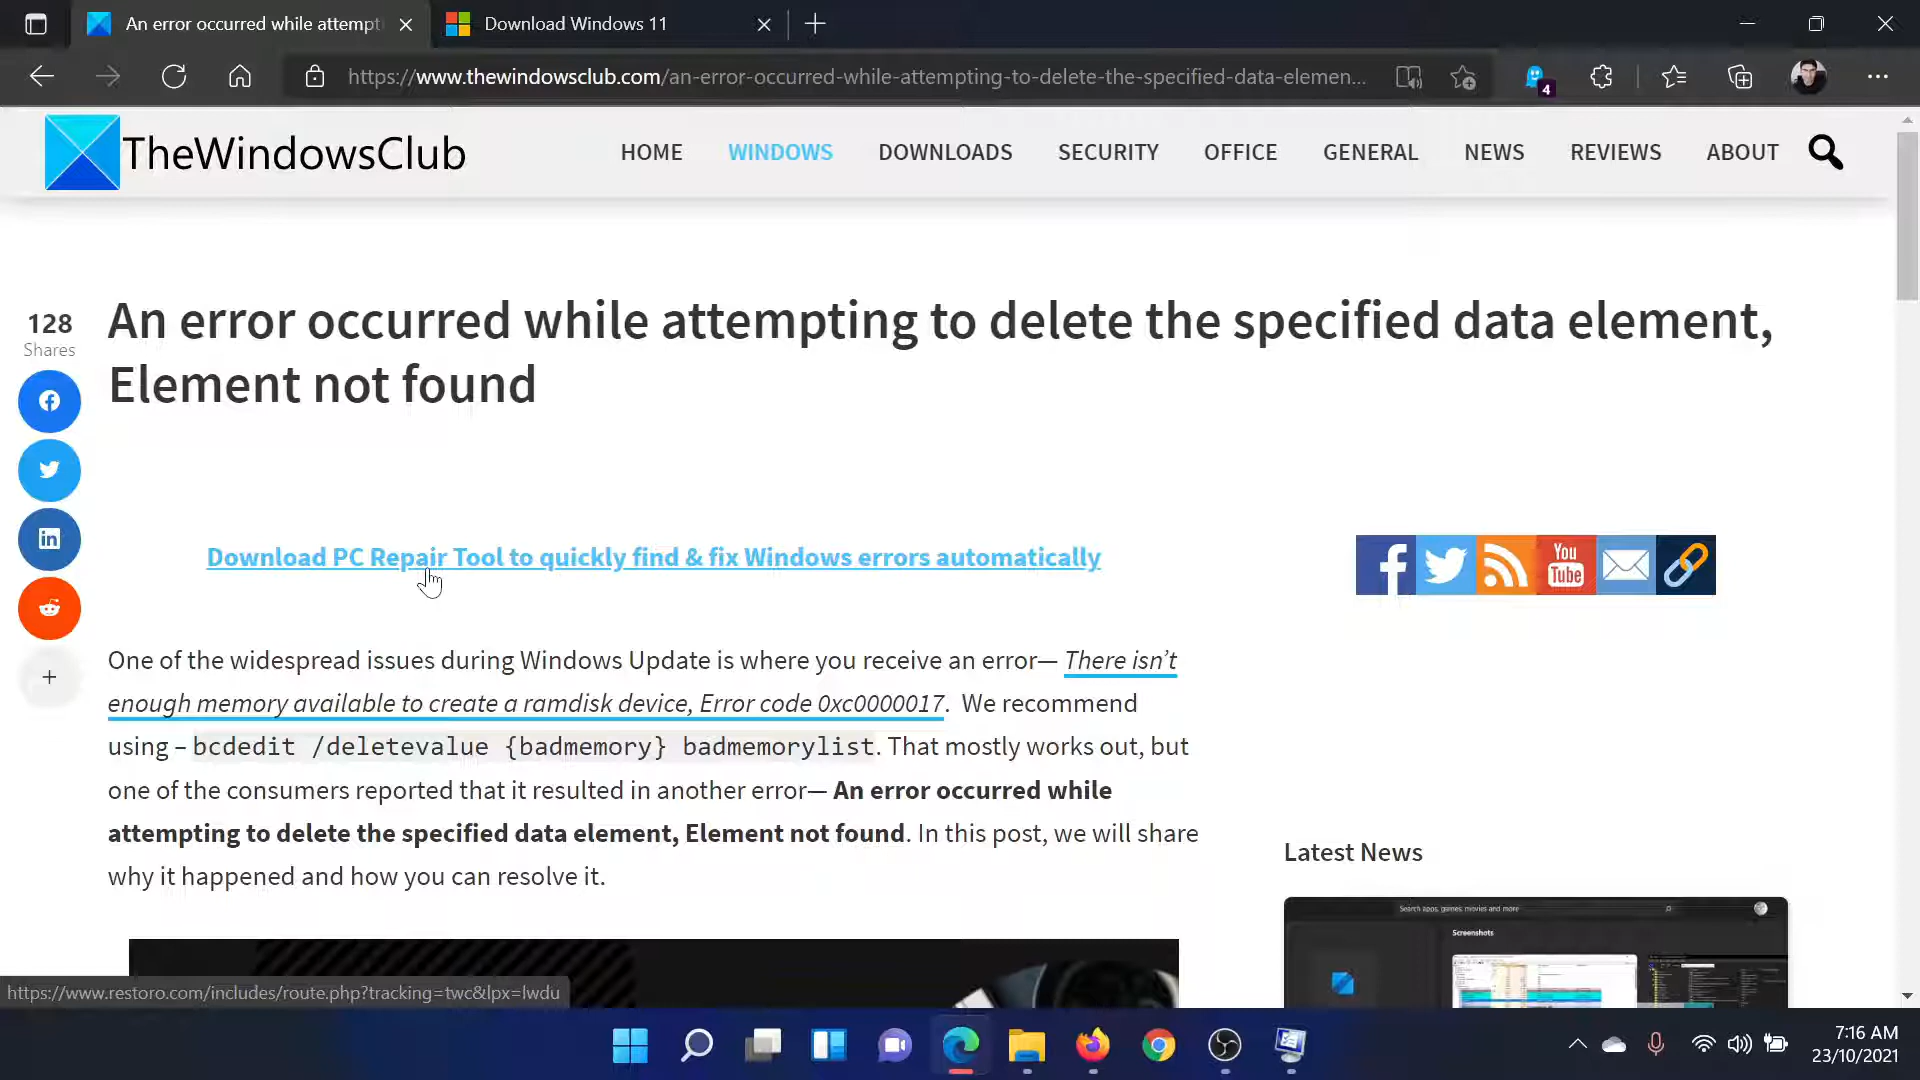 An error occurred while attempt
Download Windows 11
https://www.thewindowsclub.com/an-error-occurred-while-attempting-to-delete-the-specified-data-elemen...
4
TheWindowsClub
HOME
WINDOWS
DOWNLOADS
SECURITY
OFFICE
GENERAL
NEWS
REVIEWS
ABOUT
An error occurred while attempting to delete the specified data element,
Element not found
128
Shares
Download PC Repair Tool to quickly find & fix Windows errors automatically
You
Tube
One of the widespread issues during Windows Update is where you receive an error— There isn’t
enough memory available to create a ramdisk device, Error code 0xc0000017. We recommend
using – bcdedit /deletevalue {badmemory} badmemorylist. That mostly works out, but
one of the consumers reported that it resulted in another error— An error occurred while
attempting to delete the specified data element, Element not found. In this post, we will share
why it happened and how you can resolve it.
Latest News
Search apps, games, movies and more
Screenshots
https://www.restoro.com/includes/route.php?tracking=twc&lpx=lwdu
7:16 AM
23/10/2021